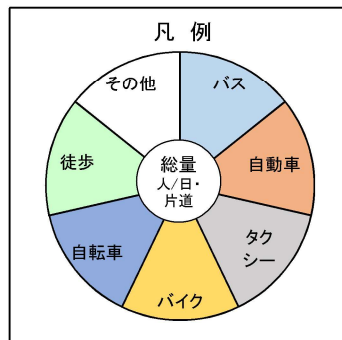 凡 例
その他
バス
徒歩
自動車
総量
人/日・
片道
自転車
タク
シー
バイク